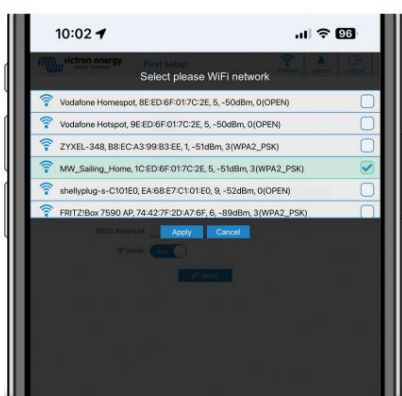 10:02
96
victron energy
BLUE POWER
First setup
Logout
Select please WiFi network
Vodafone Homespot, 8E:ED:6F:01:7C:2E, 5, -50dBm, 0(OPEN)
Vodafone Hotspot, 9E:ED:6F:01:7C:2E, 5, -50dBm, 0(OPEN)
ZYXEL-348, B8:EC:A3:99:B3:EE, 1, -51dBm, 3(WPA2_PSK)
MW_Sailing_Home, 1C:ED:6F:01:7C:2E, 5, -51dBm, 3(WPA2_PSK)
shellyplug-s-C101E0, EA:68:E7:C1:01:E0, 9, -52dBm, 0(OPEN)
FRITZ!Box 7590 AP, 74:42:7F:2D:A7:6F, 6, -89dBm, 3(WPA2_PSK)
RSSI threshold
Apply
Cancel
IP mode
Next